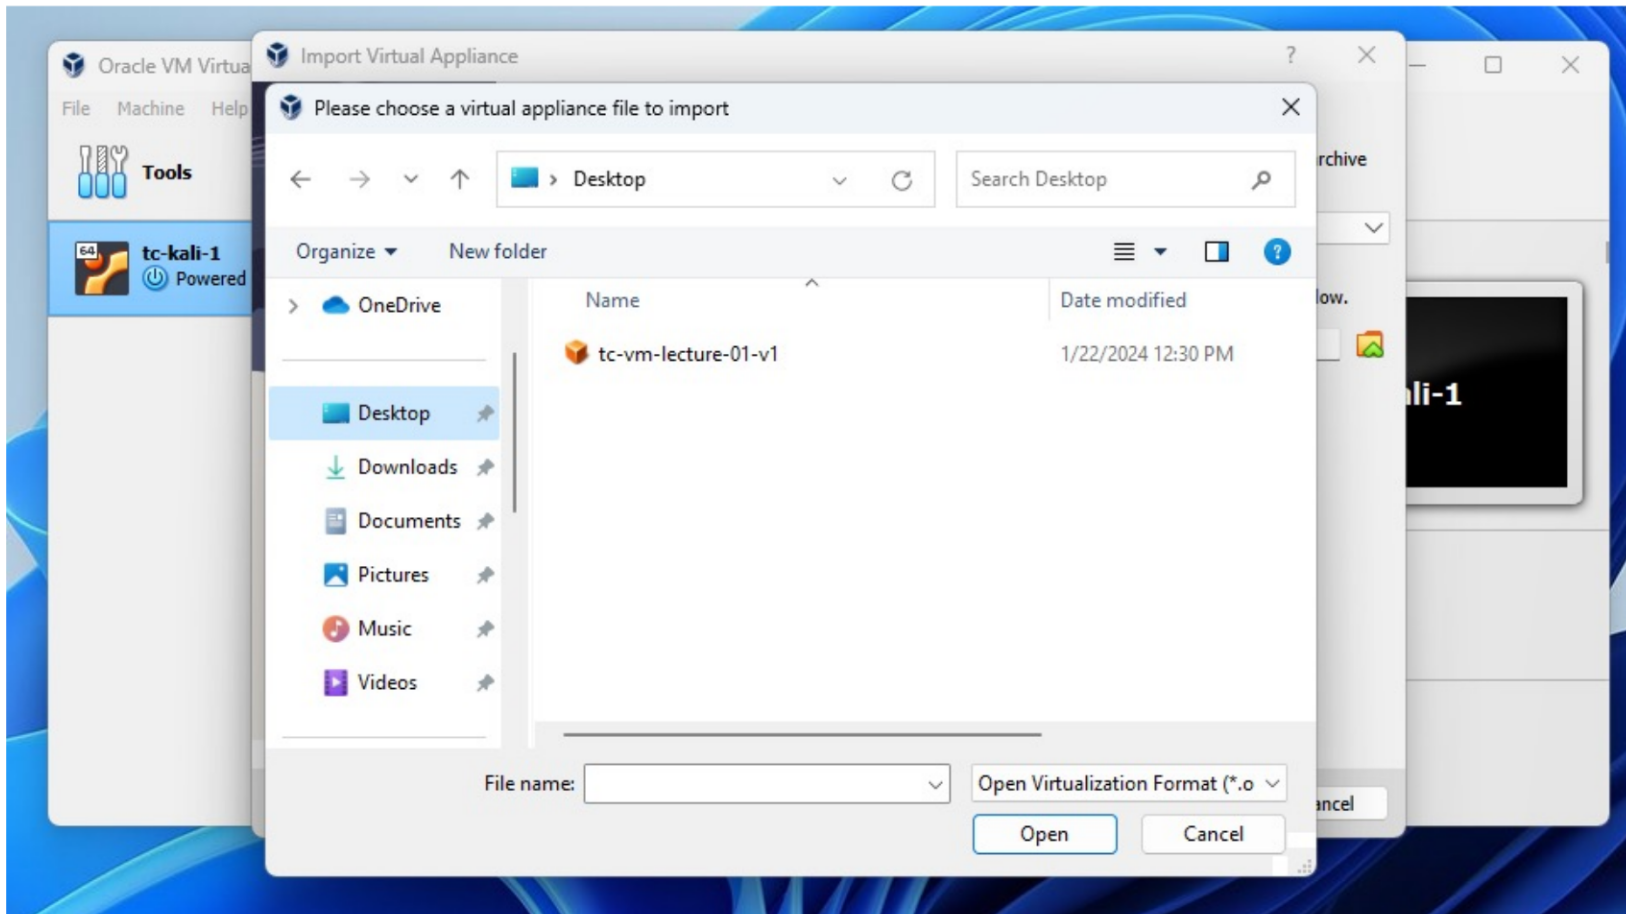 Oracle VM Virtua
Import Virtual Appliance
?
File Machine Help
Please choose a virtual appliance file to import
Tools
Desktop
Search Desktop
rchive
64
tc-kali-1
Powered
Organize
New folder
?
OneDrive
Name
Date modified
low.
tc-vm-lecture-01-v1
1/22/2024 12:30 PM
li-1
Desktop
Downloads
Documents
Pictures
Music
Videos
File name:
Open Virtualization Format (*.o
ancel
Open
Cancel